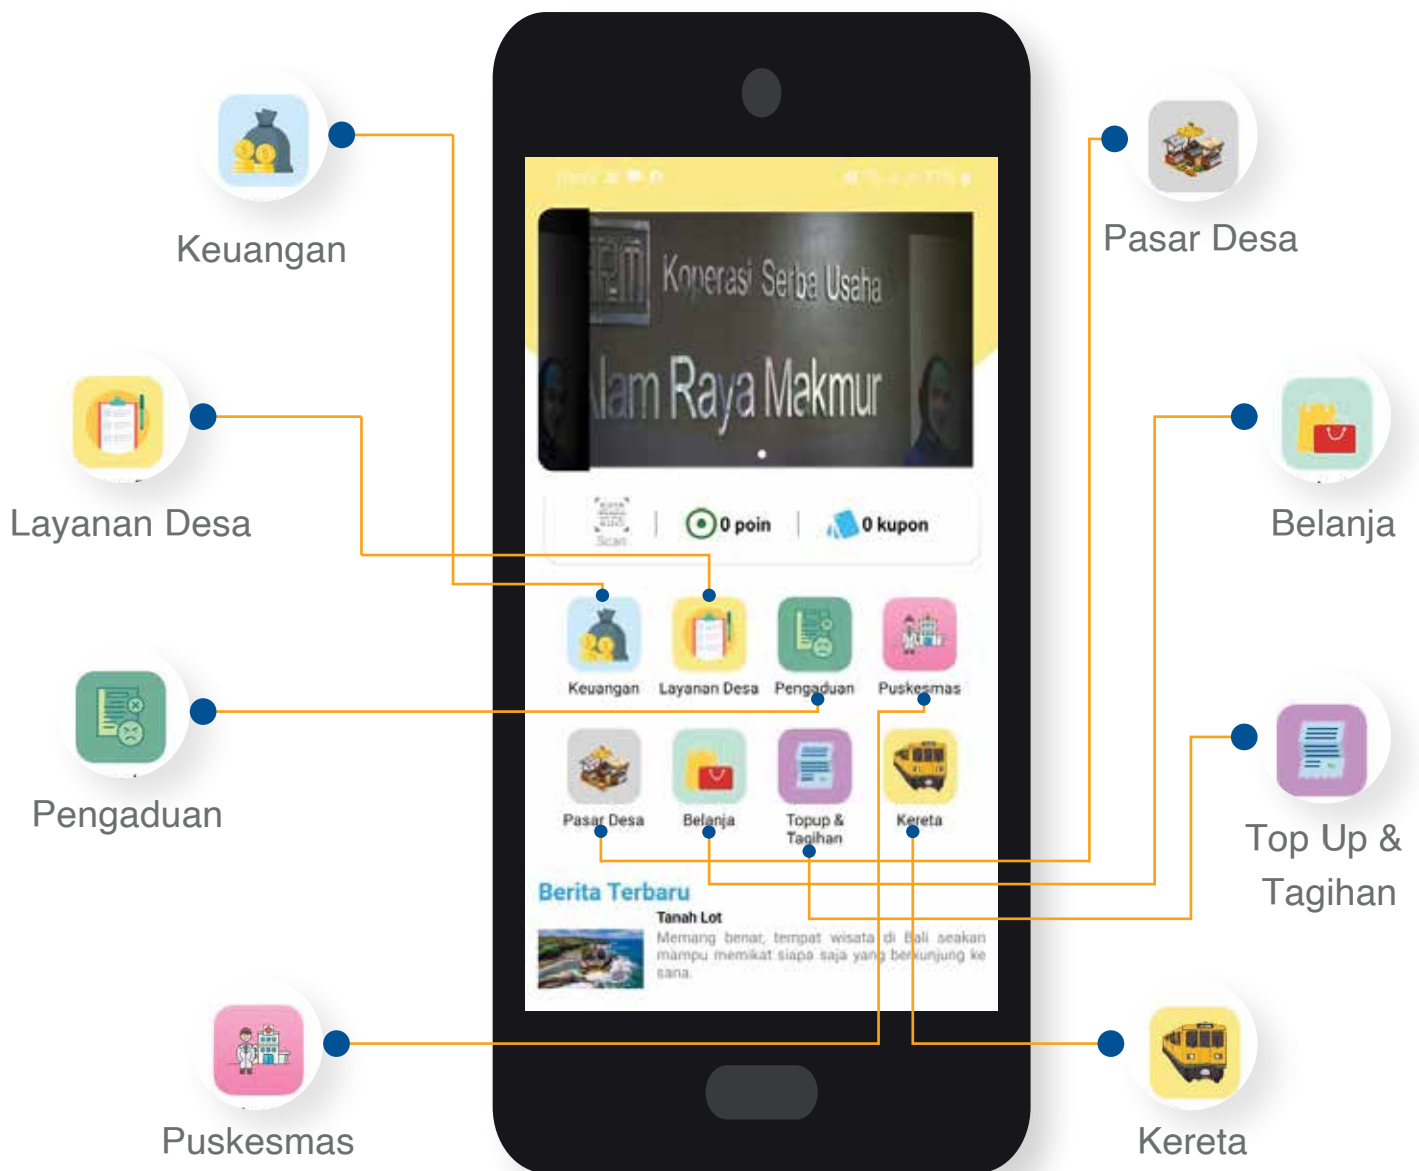 Keuangan
Layanan Desa
Pengaduan
Puskesmas
Koperasi Serba Usaha
Alam Raya Makmur
Scan
0 poin
0 kupon
Keuangan
Layanan Desa
Pengaduan
Puskesmas
Pasar Desa
Belanja
Topup &
Tagihan
Kereta
Berita Terbaru
Tanah Lot
Memang benar, tempat wisata di Bali seakan
mampu memikat siapa saja yang berkunjung ke
sana.
Pasar Desa
Belanja
Top Up &
Tagihan
Kereta